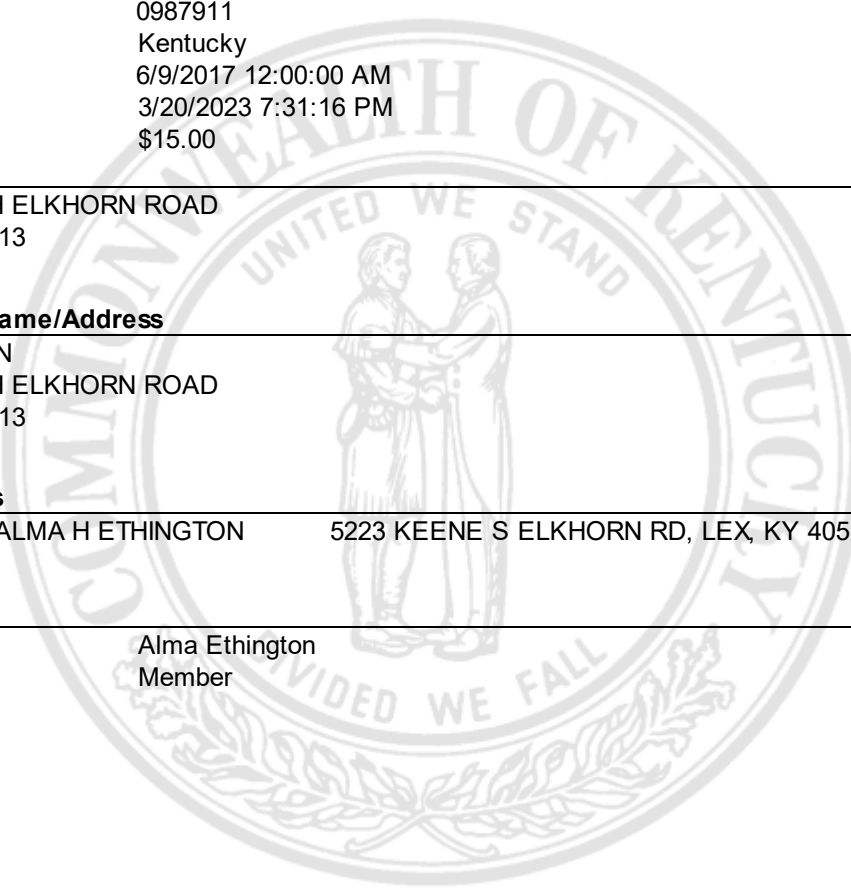 0987911
Kentucky
6/9/2017 12:00:00 AM
3/20/2023 7:31:16 PM
$15.00
ELKHORN ROAD
13
ame/Address
N
ELKHORN ROAD
13
s
ALMA H ETHINGTON 5223 KEENE S ELKHORN RD, LEX, KY 405
Alma Ethington
Member
COMMONWEALTH OF KENTUCKY
UNITED WE STAND
DIVIDED WE FALL